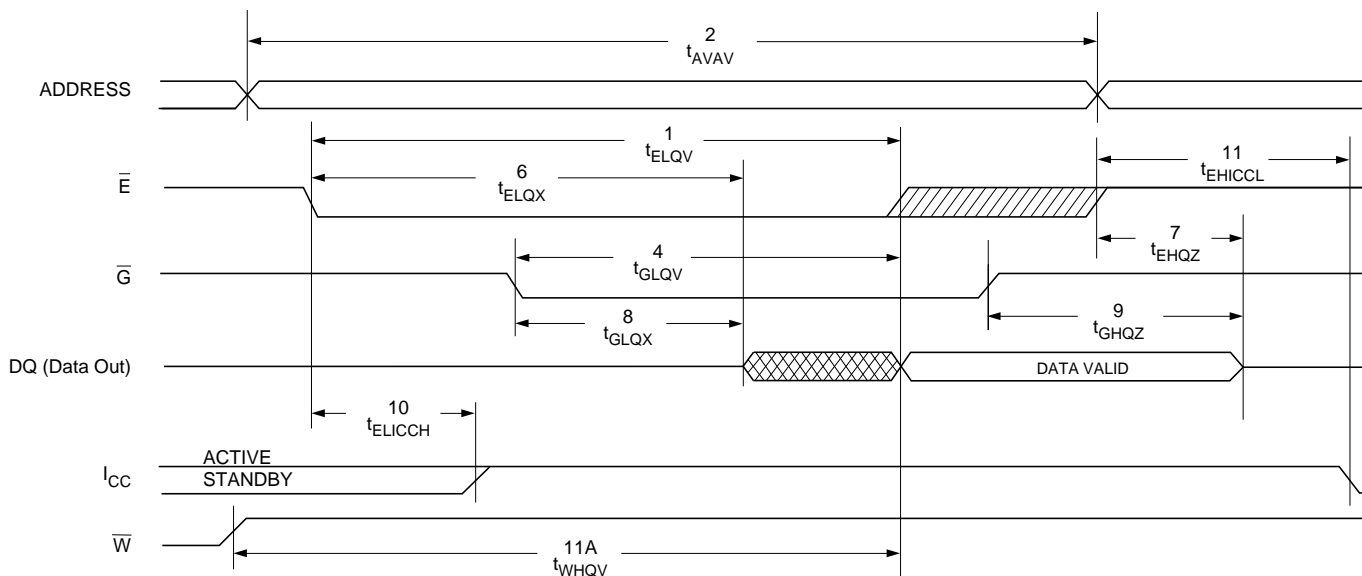 2
tAVAV
ADDRESS
1
tELQV
11
tEHICCL
E̅
6
tELQX
7
tEHQZ
4
tGLQV
G̅
9
tGHQZ
8
tGLQX
DQ (Data Out)
DATA VALID
10
tELICCH
ACTIVE
ICC
STANDBY
W̅
11A
tWHQV